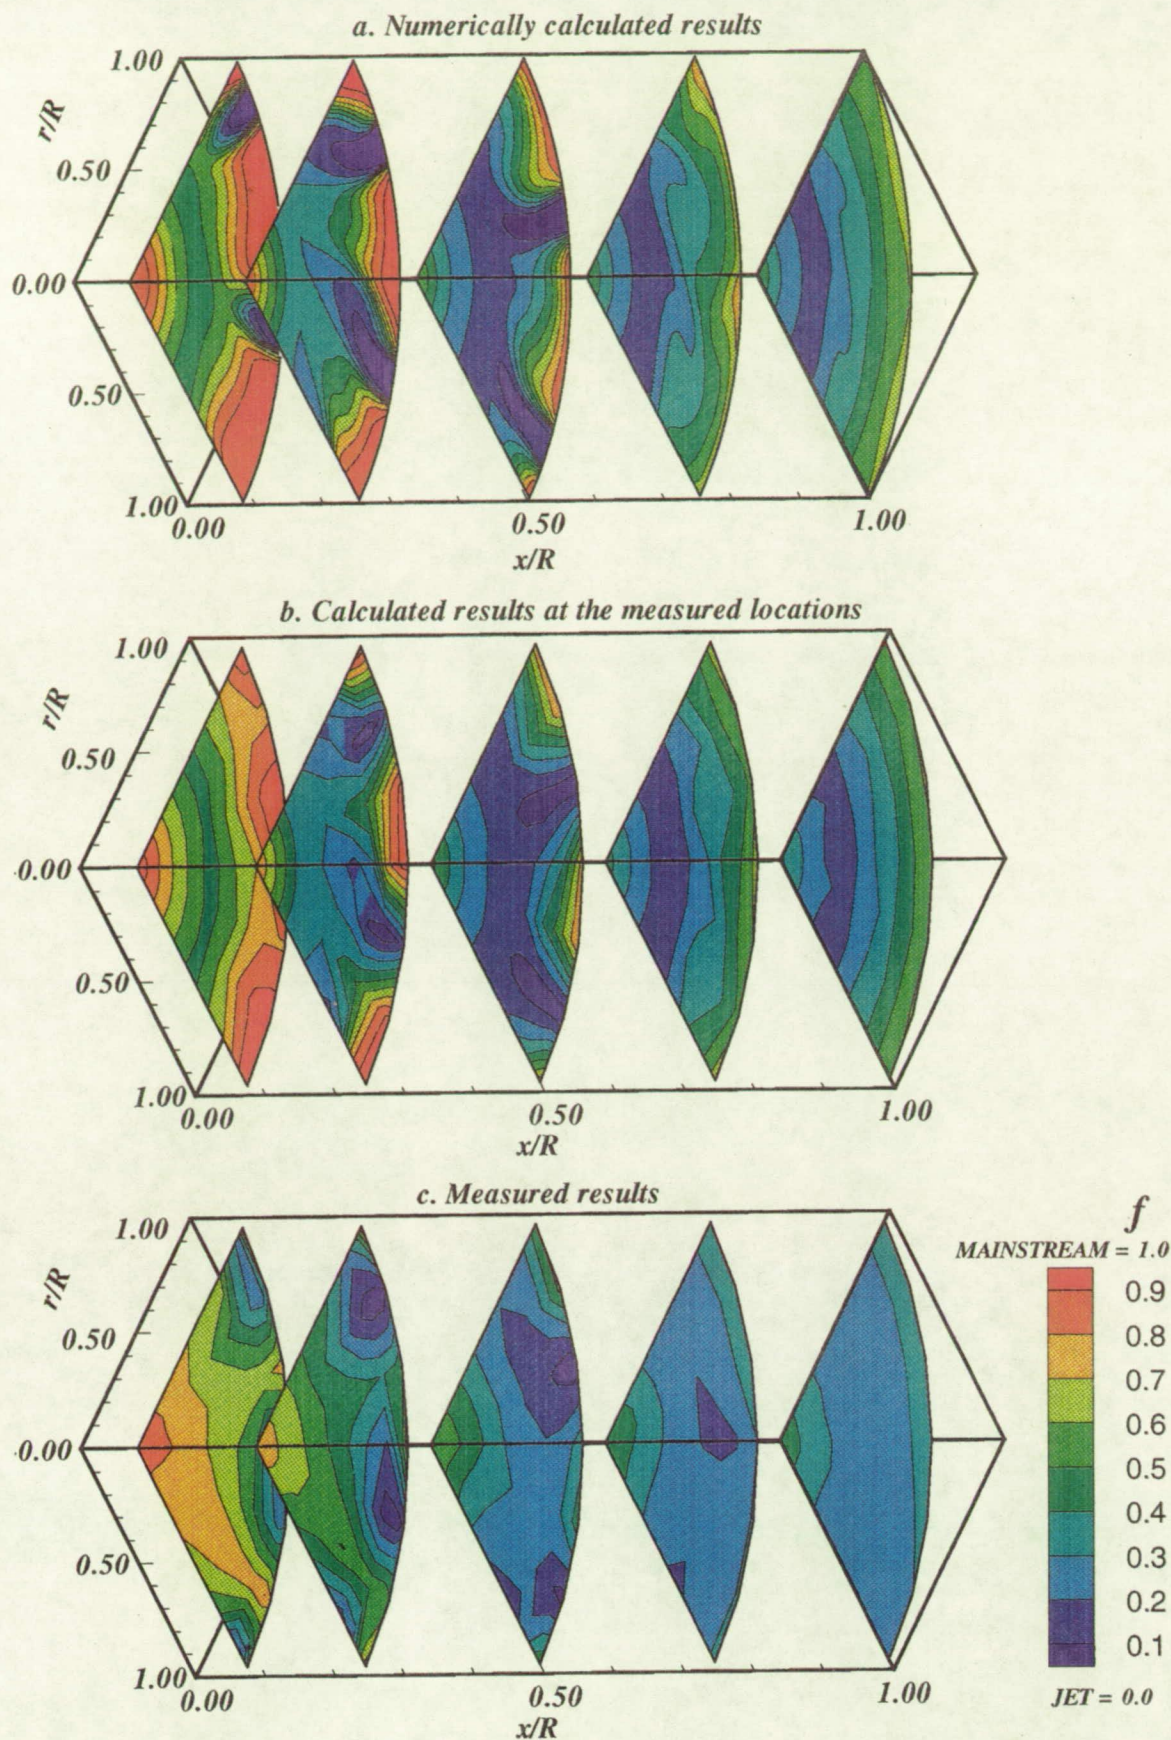 a. Numerically calculated results
1.00
r/R
0.50
0.00
0.50
1.00
0.00 0.50 1.00
x/R
b. Calculated results at the measured locations
1.00
r/R
0.50
0.00
0.50
1.00
0.00 0.50 1.00
x/R
c. Measured results
1.00
r/R
0.50
0.00
0.50
1.00
0.00 0.50 1.00
x/R
f
MAINSTREAM = 1.0
0.9
0.8
0.7
0.6
0.5
0.4
0.3
0.2
0.1
JET = 0.0